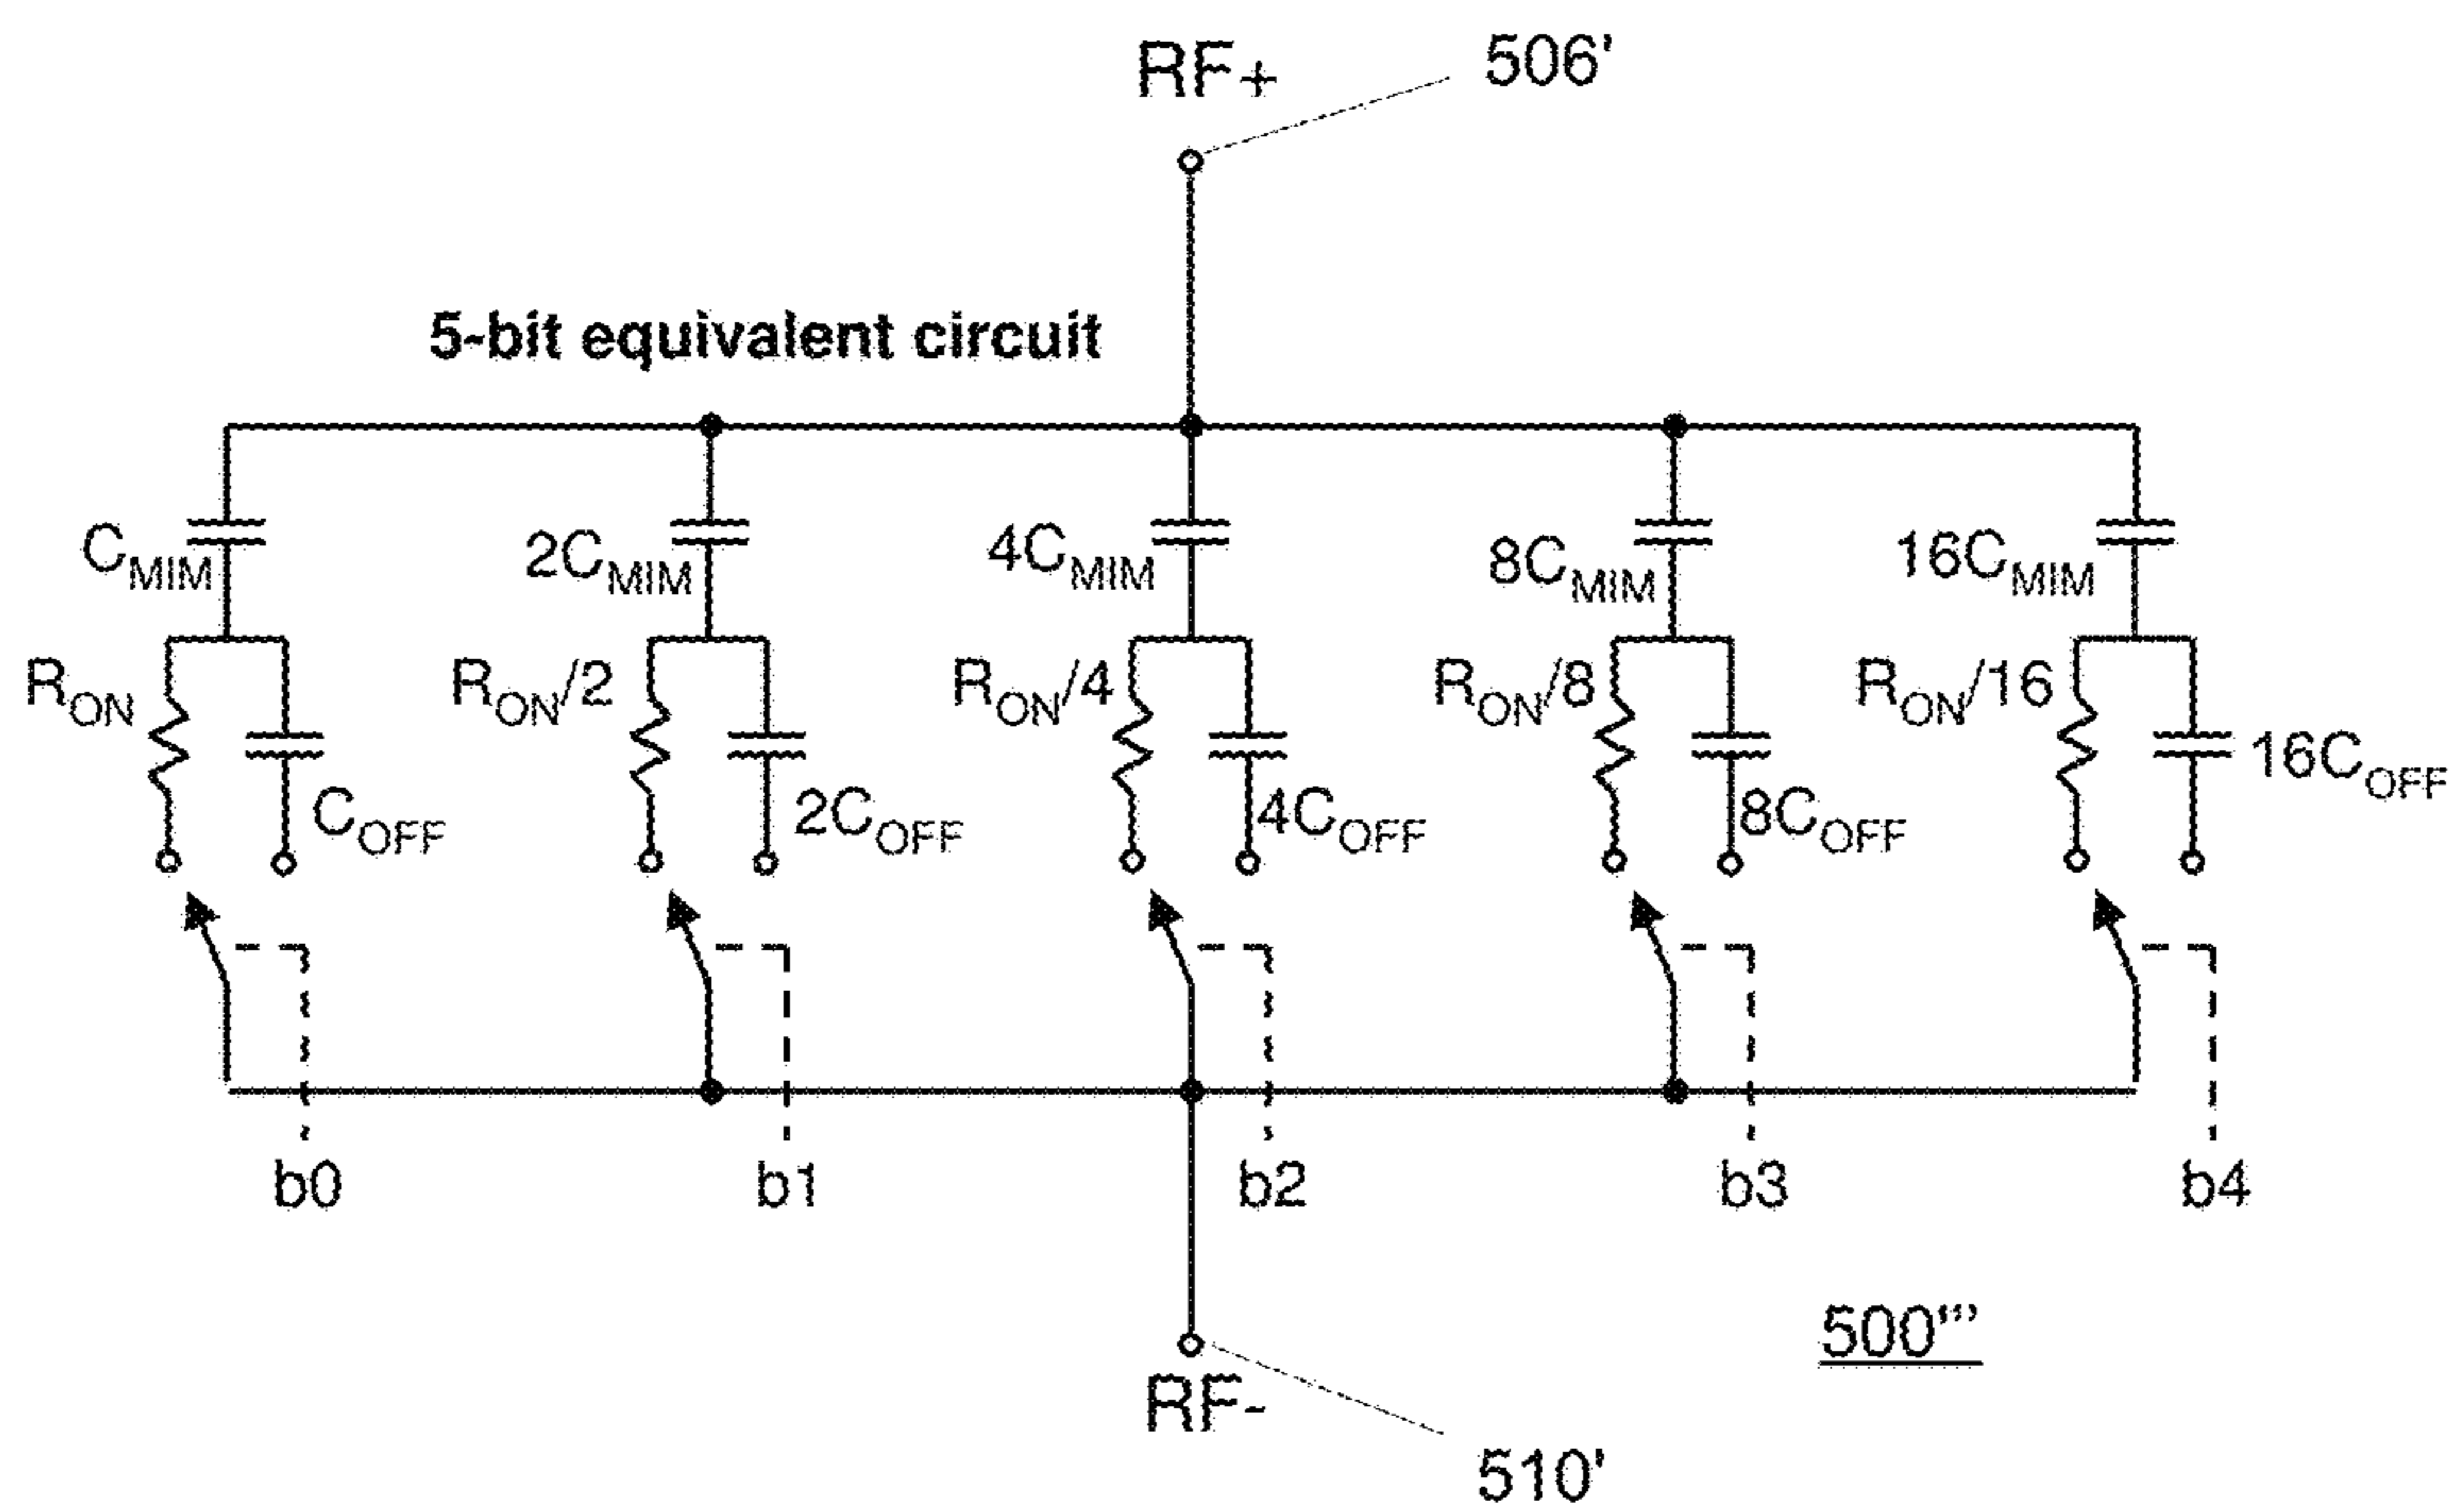 RF+
506'
5-bit equivalent circuit
CMIM
2CMIM
4CMIM
8CMIM
16CMIM
RON
RON/2
RON/4
RON/8
RON/16
COFF
2COFF
4COFF
8COFF
16COFF
b0
b1
b2
b3
b4
500'''
RF-
510'